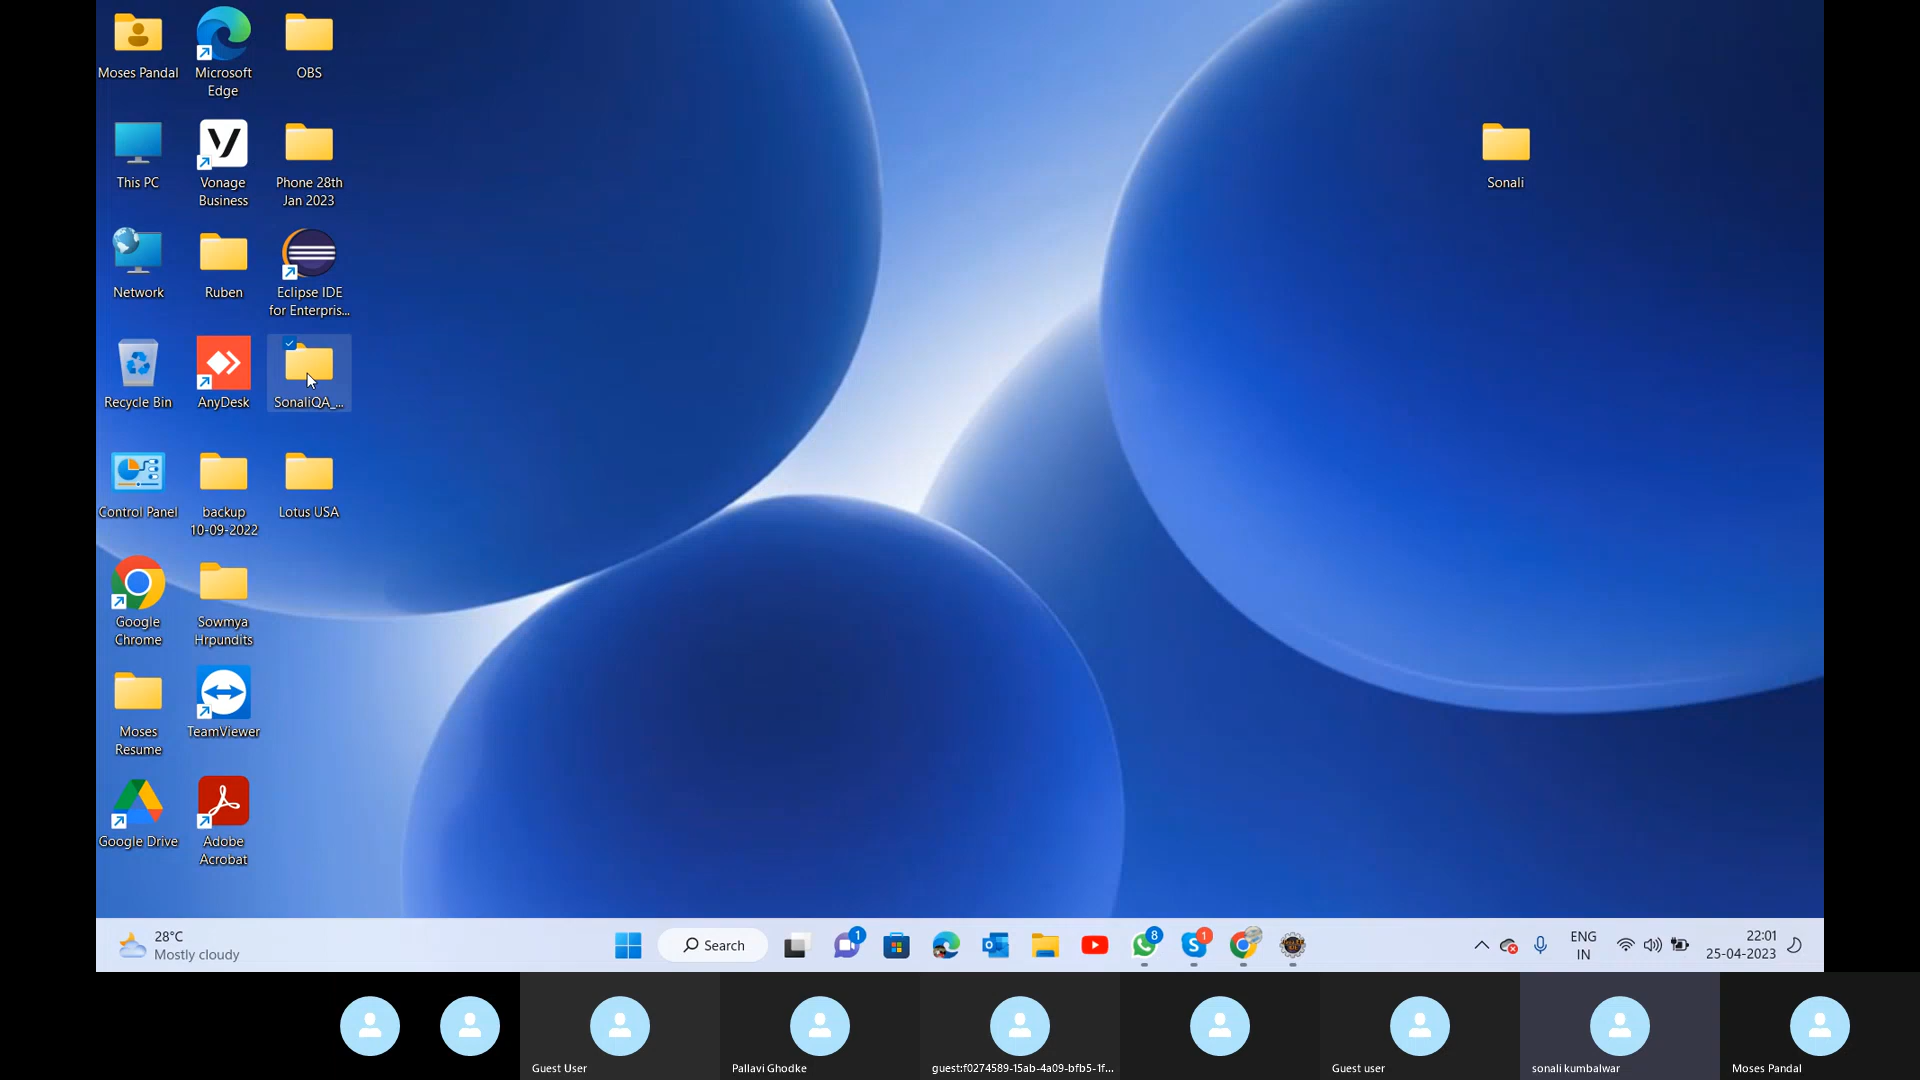 Moses Pandal
Microsoft
Edge
OBS
This PC
Vonage
Business
Phone 28th
Jan 2023
Sonali
Network
Ruben
Eclipse IDE
for Enterpris...
Recycle Bin
AnyDesk
SonaliQA_...
Control Panel
backup
10-09-2022
Lotus USA
Google
Chrome
Sowmya
Hrpundits
Moses
Resume
TeamViewer
Google Drive
Adobe
Acrobat
28°C
Mostly cloudy
Search
1
8
1
ENG
IN
22:01
25-04-2023
Guest User
Pallavi Ghodke
guest:f0274589-15ab-4a09-bfb5-1f...
Guest user
sonali kumbalwar
Moses Pandal